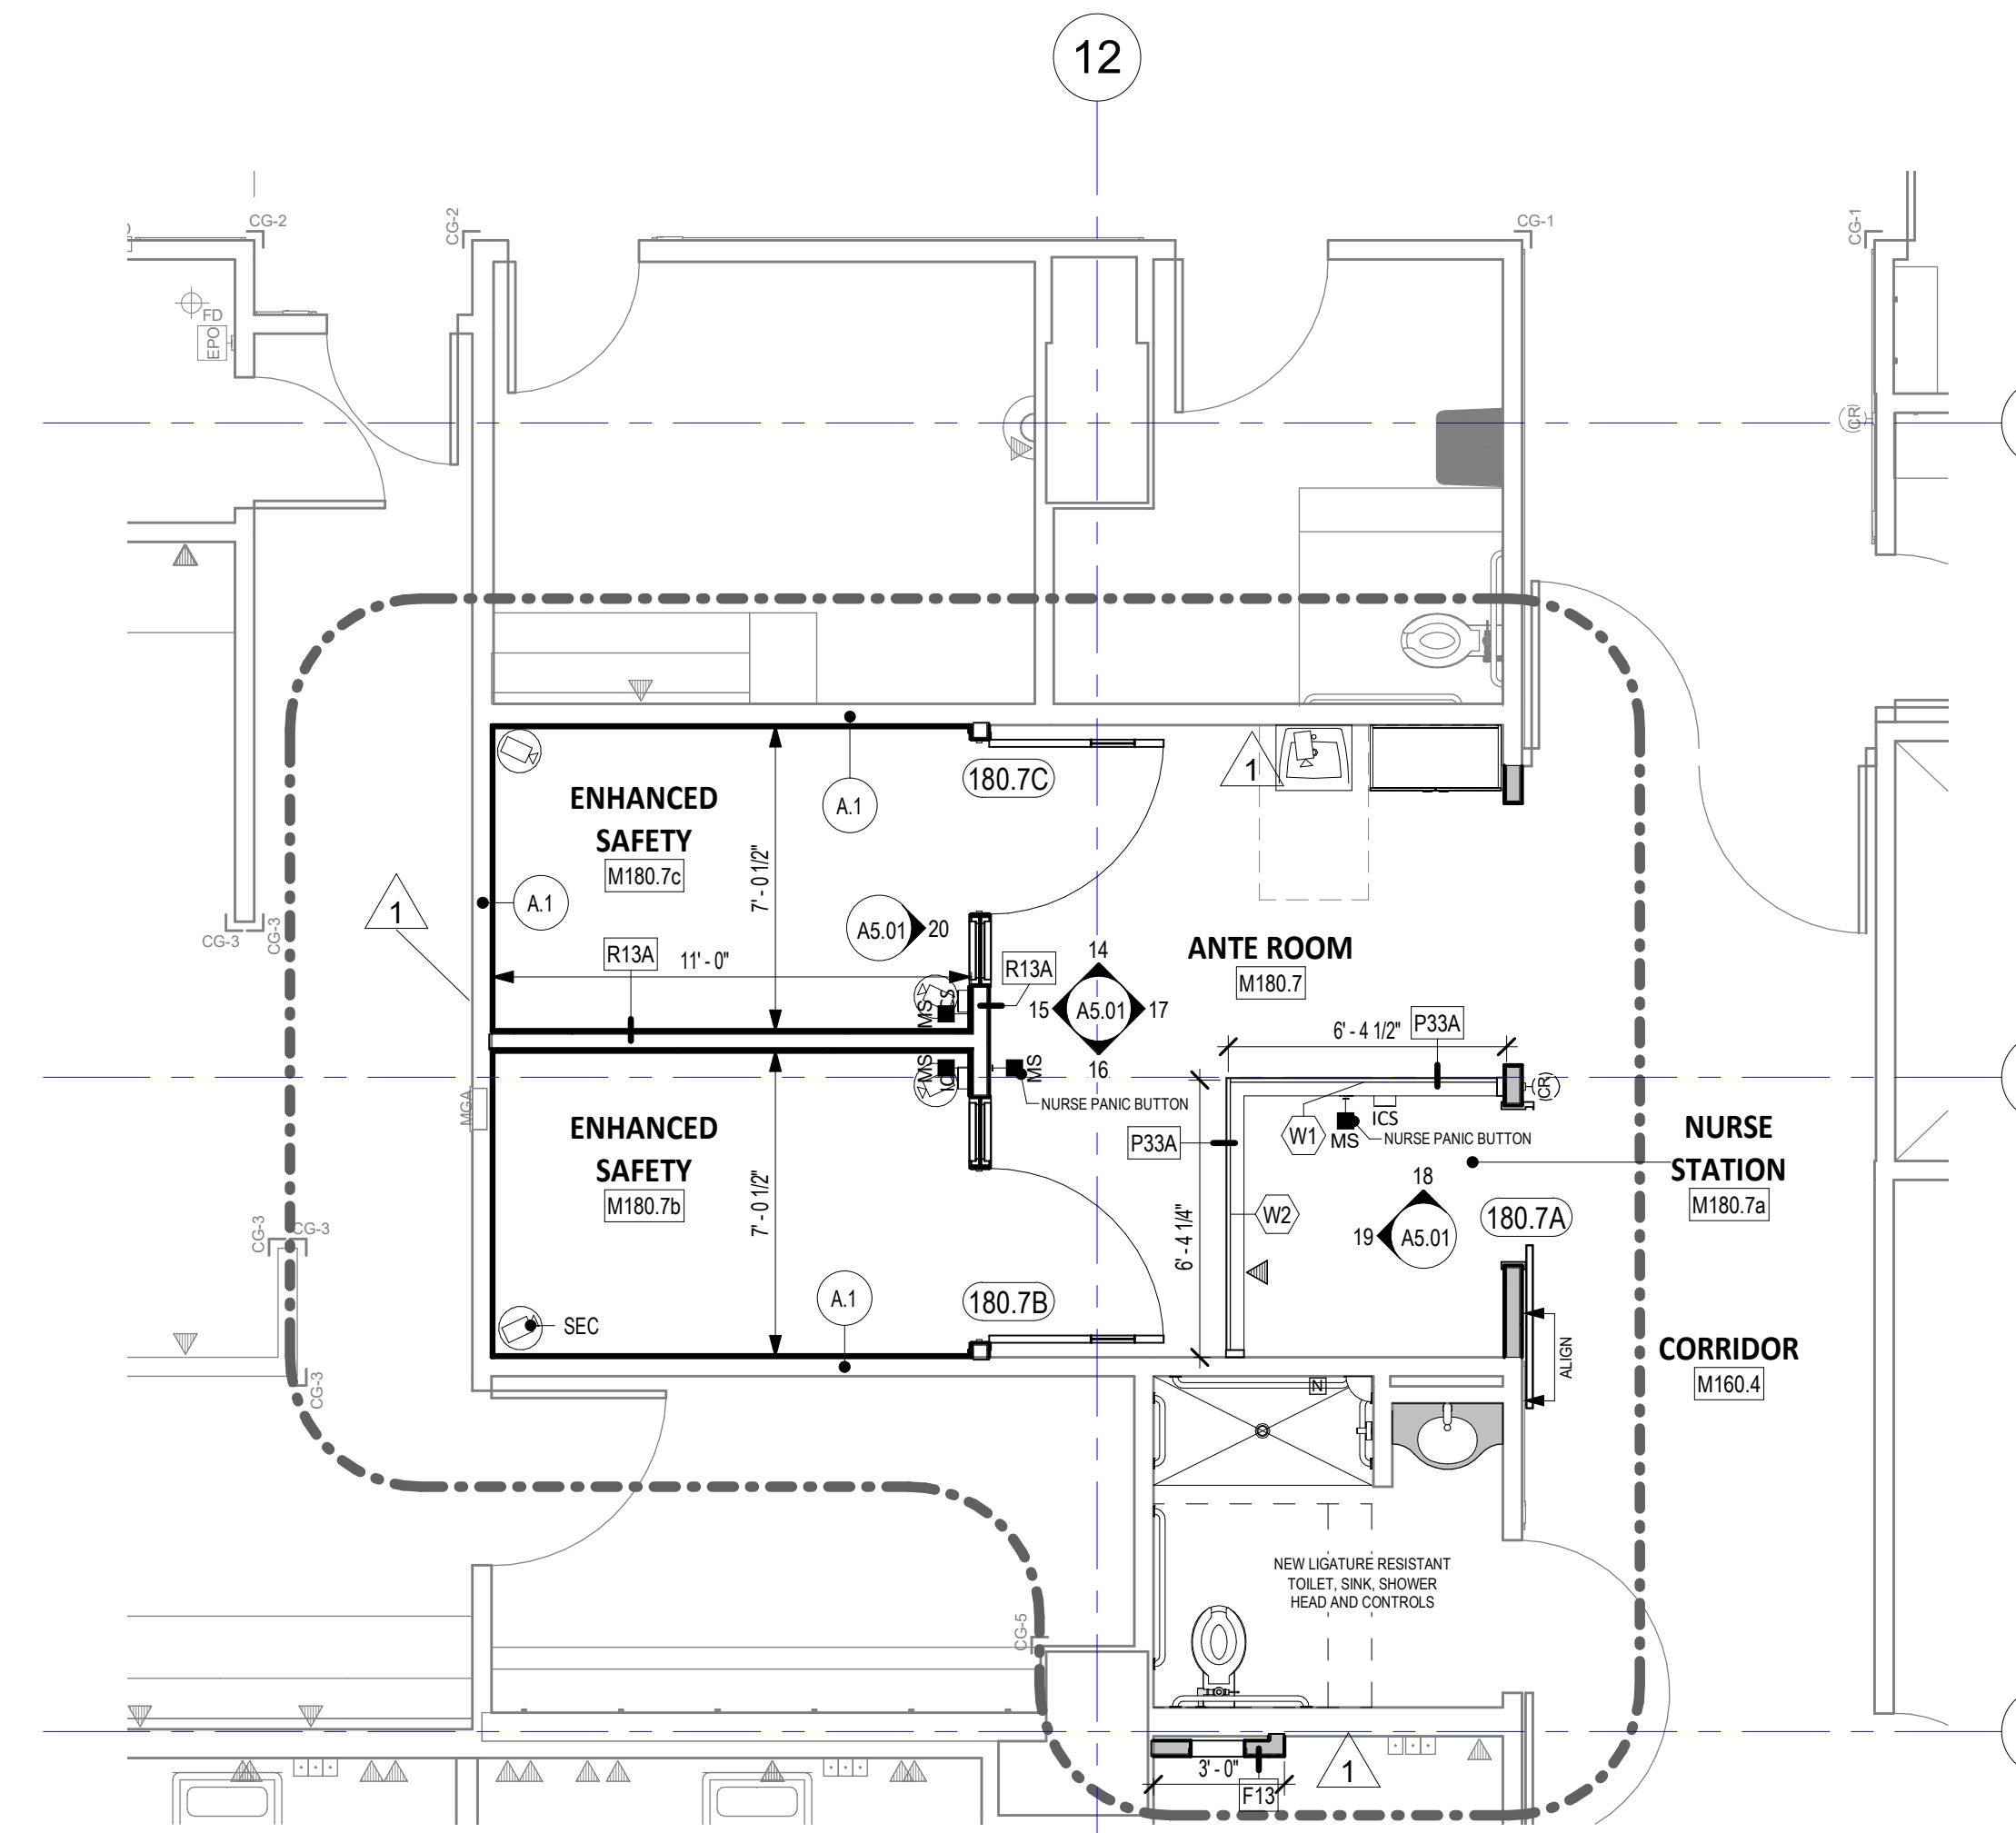 12
CG-2
CG-2
CG-1
CG-1
FD
EPO
CR
CG-3
CG-3
1
ENHANCED
SAFETY
M180.7c
A.1
A.1
7' - 0 1/2"
11' - 0"
R13A
R13A
A5.01
20
180.7C
1
MS
ICS
MS
MS
NURSE PANIC BUTTON
14
15
A5.01
17
16
ANTE ROOM
M180.7
6' - 4 1/2"
P33A
P33A
CR
MGA
ENHANCED
SAFETY
M180.7b
7' - 0 1/2"
A.1
180.7B
SEC
W1
MS
ICS
NURSE PANIC BUTTON
W2
6' - 4 1/4"
18
19
A5.01
180.7A
NURSE
STATION
M180.7a
ALIGN
CORRIDOR
M160.4
CG-3
CG-3
CG-3
N
NEW LIGATURE RESISTANT
TOILET, SINK, SHOWER
HEAD AND CONTROLS
CG-5
3' - 0"
F13
1